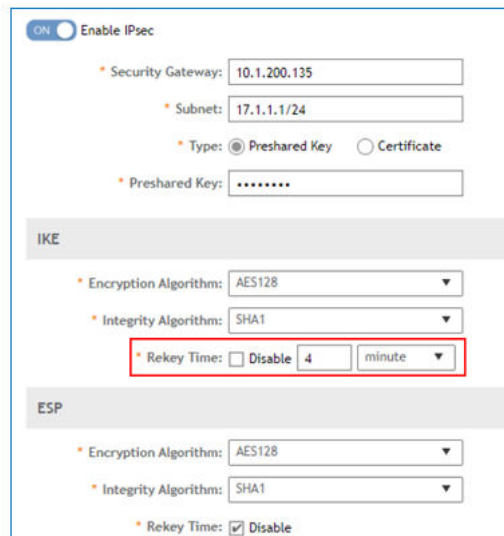 ON Enable IPsec
* Security Gateway: 10.1.200.135
* Subnet: 17.1.1.1/24
* Type: Preshared Key Certificate
* Preshared Key: ••••••••
IKE
* Encryption Algorithm: AES128
* Integrity Algorithm: SHA1
* Rekey Time: Disable 4 minute
ESP
* Encryption Algorithm: AES128
* Integrity Algorithm: SHA1
* Rekey Time: Disable